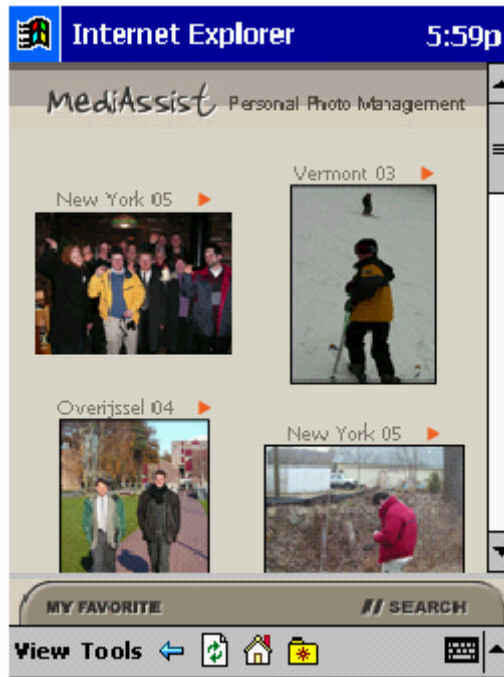 Internet Explorer 5:59p
MediAssist Personal Photo Management
Vermont 03
New York 05
Overijssel 04
New York 05
MY FAVORITE SEARCH
View Tools